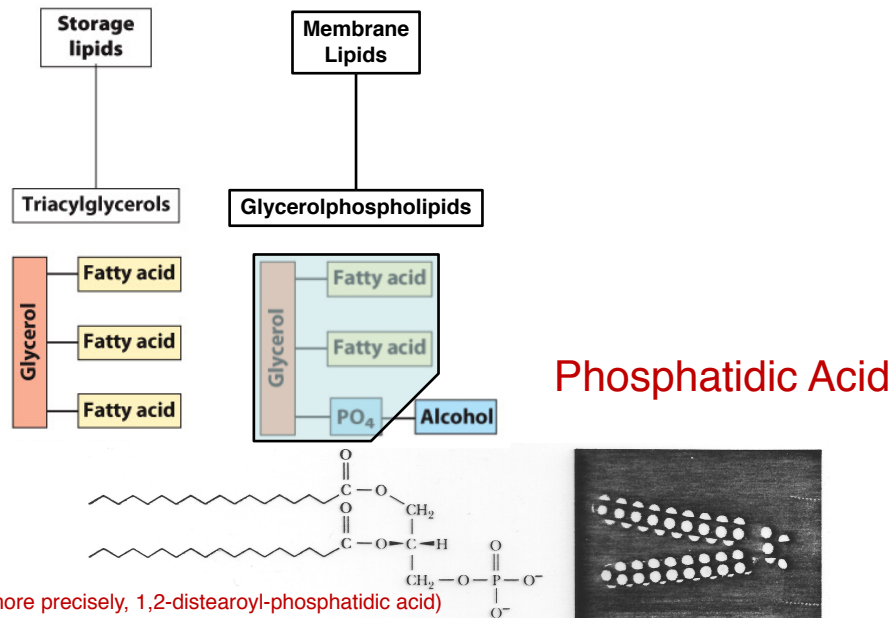 Storage
lipids
Membrane
Lipids
Triacylglycerols
Glycerolphospholipids
Glycerol
Fatty acid
Fatty acid
Fatty acid
Glycerol
Fatty acid
Fatty acid
PO₄
Alcohol
Phosphatidic Acid
O
C—O
CH₂
O
C—O—C—H
O
CH₂—O—P—O⁻
O⁻
more precisely, 1,2-distearoyl-phosphatidic acid)